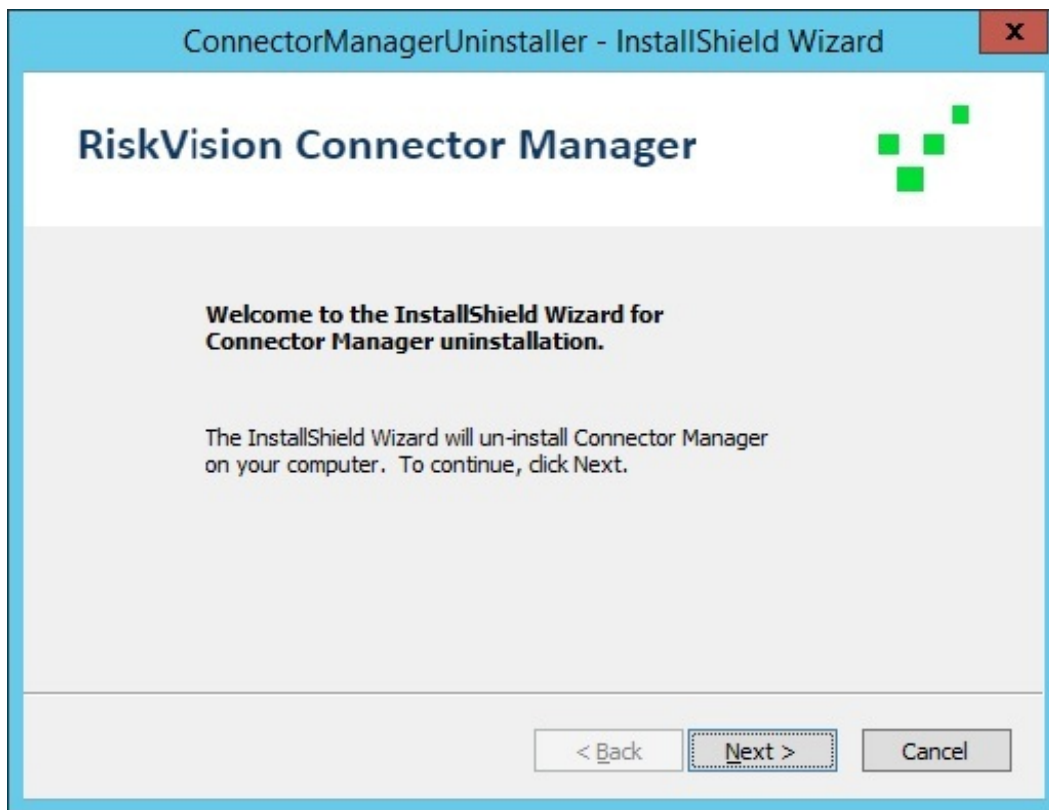 ConnectorManagerUninstaller - InstallShield Wizard
x
RiskVision Connector Manager
Welcome to the InstallShield Wizard for
Connector Manager uninstallation.
The InstallShield Wizard will un-install Connector Manager
on your computer.  To continue, click Next.
< Back
Next >
Cancel